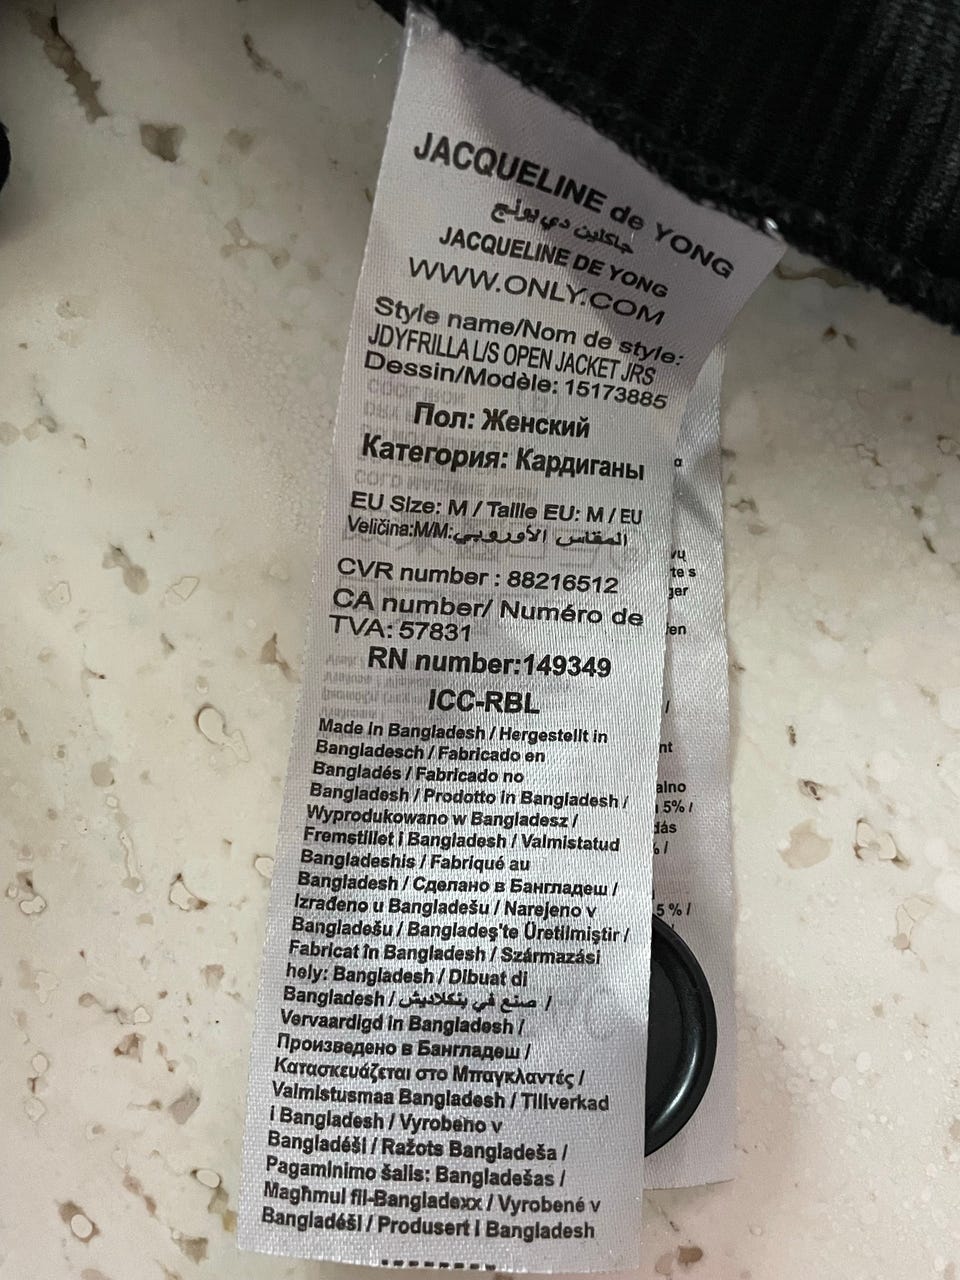 JACQUELINE de YONG
جاكلين دي يونج
JACQUELINE DE YONG
WWW.ONLY.COM
Style name/Nom de style:
JDYFRILLA L/S OPEN JACKET JRS
Dessin/Modèle: 15173885
Пол: Женский
Категория: Кардиганы
EU Size: M / Taille EU: M / EU
Veličina:M/M:المقاس الأوروبي
CVR number : 88216512
CA number/ Numéro de
TVA: 57831
RN number:149349
ICC-RBL
Made in Bangladesh / Hergestellt in
Bangladesch / Fabricado en
Bangladés / Fabricado no
Bangladesh / Prodotto in Bangladesh /
Wyprodukowano w Bangladesz /
Fremstillet i Bangladesh / Valmistatud
Bangladeshis / Fabriqué au
Bangladesh / Сделано в Бангладеш /
Izrađeno u Bangladešu / Narejeno v
Bangladešu / Bangladeş'te Üretilmiştir /
Fabricat în Bangladesh / Származási
hely: Bangladesh / Dibuat di
Bangladesh / صنع في بنكلاديش /
Vervaardigd in Bangladesh /
Произведено в Бангладеш /
Κατασκευάζεται στο Μπαγκλαντές /
Valmistusmaa Bangladesh / Tillverkad
i Bangladesh / Vyrobeno v
Bangladéši / Ražots Bangladeša /
Pagaminimo šalis: Bangladešas /
Magħmul fil-Bangladexx / Vyrobené v
Bangladéši / Produsert i Bangladesh
5% /
5 % /